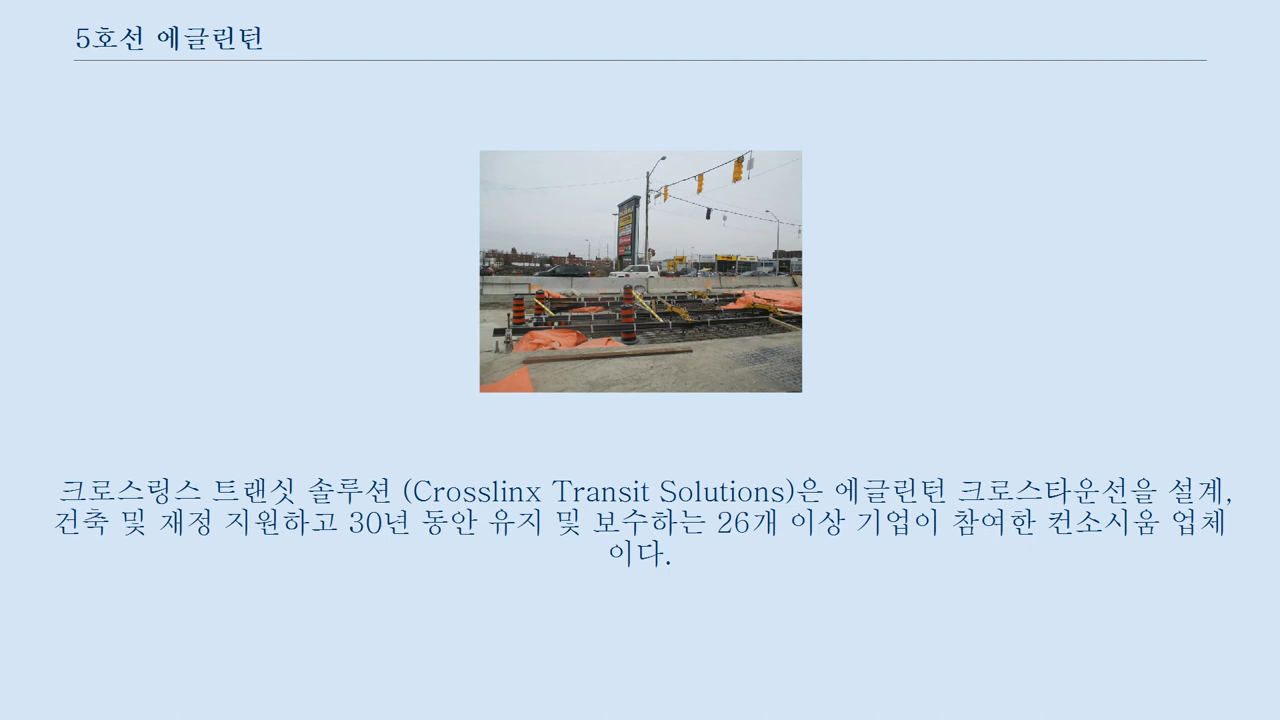 5호선 에글린턴
크로스링스 트랜싯 솔루션 (Crosslinx Transit Solutions)은 에글린턴 크로스타운선을 설계,
건축 및 재정 지원하고 30년 동안 유지 및 보수하는 26개 이상 기업이 참여한 컨소시움 업체
이다.